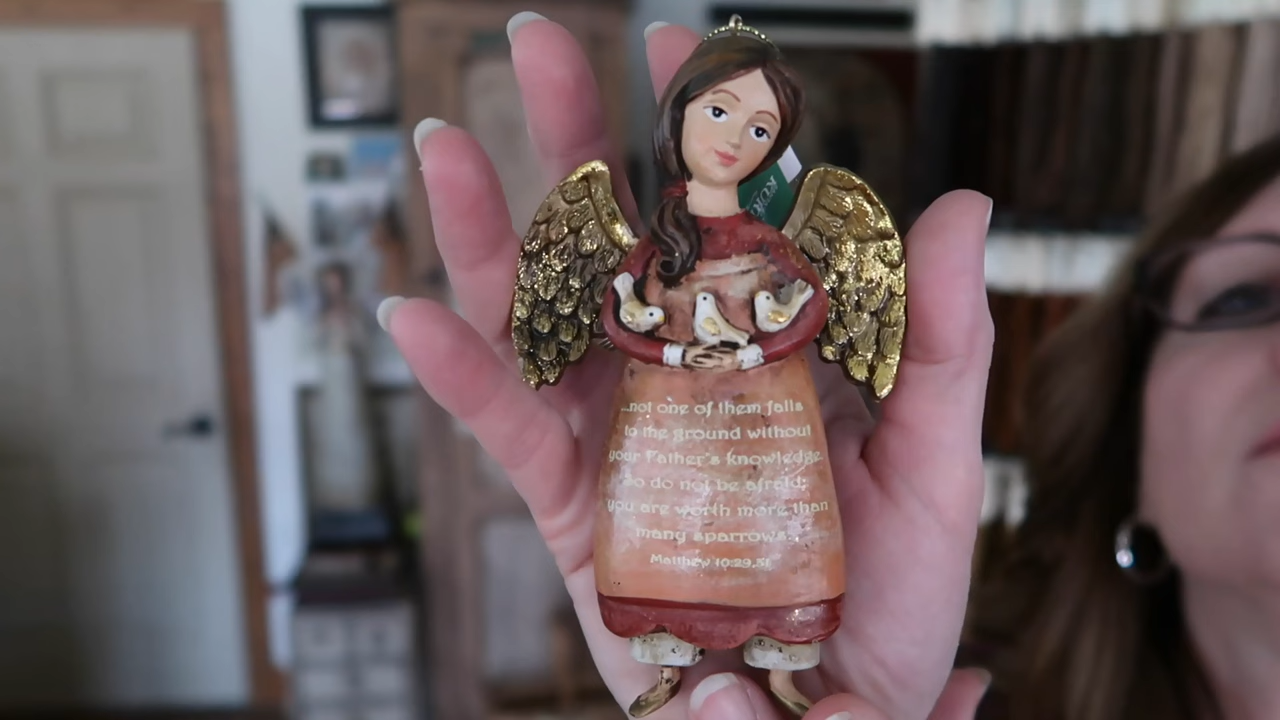 KUR
...not one of them falls
to the ground without
your Father's knowledge.
so do not be afraid;
you are worth more than
many sparrows.
Matthew 10:29,31